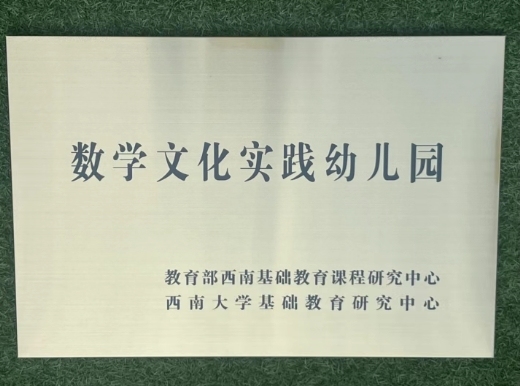 数学文化实践幼儿园
教育部西南基础教育课程研究中心
西南大学基础教育研究中心